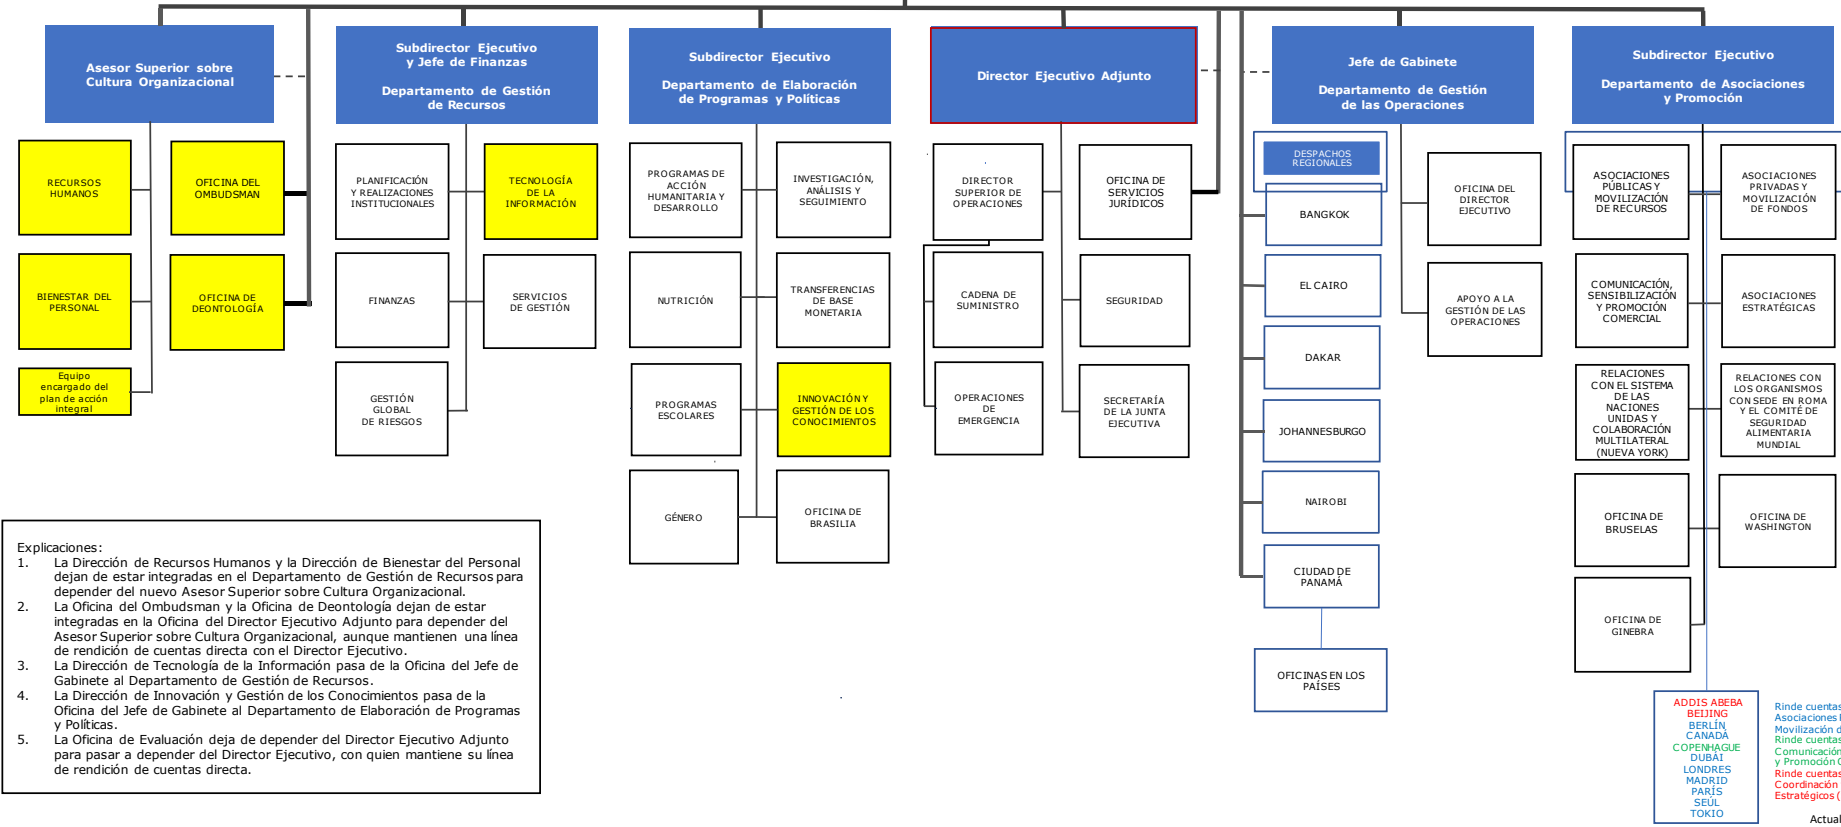 Asesor Superior sobre
Cultura Organizacional
Subdirector Ejecutivo
y Jefe de Finanzas
Departamento de Gestión
de Recursos
Subdirector Ejecutivo
Departamento de Elaboración
de Programas y Políticas
Director Ejecutivo Adjunto
Jefe de Gabinete
Departamento de Gestión
de las Operaciones
Subdirector Ejecutivo
Departamento de Asociaciones
y Promoción
RECURSOS
HUMANOS
OFICINA DEL
OMBUDSMAN
BIENESTAR DEL
PERSONAL
OFICINA DE
DEONTOLOGÍA
Equipo
encargado del
plan de acción
integral
PLANIFICACIÓN
Y REALIZACIONES
INSTITUCIONALES
TECNOLOGÍA
DE LA
INFORMACIÓN
FINANZAS
SERVICIOS
DE GESTIÓN
GESTIÓN
GLOBAL
DE RIESGOS
PROGRAMAS DE
ACCIÓN
HUMANITARIA Y
DESARROLLO
INVESTIGACIÓN,
ANÁLISIS Y
SEGUIMIENTO
NUTRICIÓN
TRANSFERENCIAS
DE BASE
MONETARIA
PROGRAMAS
ESCOLARES
INNOVACIÓN Y
GESTIÓN DE LOS
CONOCIMIENTOS
GÉNERO
OFICINA DE
BRASILIA
DIRECTOR
SUPERIOR DE
OPERACIONES
OFICINA DE
SERVICIOS
JURÍDICOS
CADENA DE
SUMINISTRO
SEGURIDAD
OPERACIONES
DE
EMERGENCIA
SECRETARÍA
DE LA JUNTA
EJECUTIVA
DESPACHOS
REGIONALES
BANGKOK
EL CAIRO
DAKAR
JOHANNESBURGO
NAIROBI
CIUDAD DE
PANAMÁ
OFICINAS EN LOS
PAÍSES
OFICINA DEL
DIRECTOR
EJECUTIVO
APOYO A LA
GESTIÓN DE LAS
OPERACIONES
ASOCIACIONES
PÚBLICAS Y
MOVILIZACIÓN
DE RECURSOS
ASOCIACIONES
PRIVADAS Y
MOVILIZACIÓN
DE FONDOS
COMUNICACIÓN,
SENSIBILIZACIÓN
Y PROMOCIÓN
COMERCIAL
ASOCIACIONES
ESTRATÉGICAS
RELACIONES
CON EL SISTEMA
DE LAS
NACIONES
UNIDAS Y
COLABORACIÓN
MULTILATERAL
(NUEVA YORK)
RELACIONES CON
LOS ORGANISMOS
CON SEDE EN ROMA
Y EL COMITÉ DE
SEGURIDAD
ALIMENTARIA
MUNDIAL
OFICINA DE
BRUSELAS
OFICINA DE
WASHINGTON
OFICINA DE
GINEBRA
ADDIS ABEBA
BEIJING
BERLÍN
CANADÁ
COPENHAGUE
DUBÁI
LONDRES
MADRID
PARÍS
SEÚL
TOKIO
Rinde cuentas
Asociaciones
Movilización d
Rinde cuentas
Comunicación
y Promoción C
Rinde cuentas
Coordinación
Estratégicos (
Actual
Explicaciones:
1. La Dirección de Recursos Humanos y la Dirección de Bienestar del Personal
dejan de estar integradas en el Departamento de Gestión de Recursos para
depender del nuevo Asesor Superior sobre Cultura Organizacional.
2. La Oficina del Ombudsman y la Oficina de Deontología dejan de estar
integradas en la Oficina del Director Ejecutivo Adjunto para depender del
Asesor Superior sobre Cultura Organizacional, aunque mantienen una línea
de rendición de cuentas directa con el Director Ejecutivo.
3. La Dirección de Tecnología de la Información pasa de la Oficina del Jefe de
Gabinete al Departamento de Gestión de Recursos.
4. La Dirección de Innovación y Gestión de los Conocimientos pasa de la
Oficina del Jefe de Gabinete al Departamento de Elaboración de Programas
y Políticas.
5. La Oficina de Evaluación deja de depender del Director Ejecutivo Adjunto
para pasar a depender del Director Ejecutivo, con quien mantiene su línea
de rendición de cuentas directa.